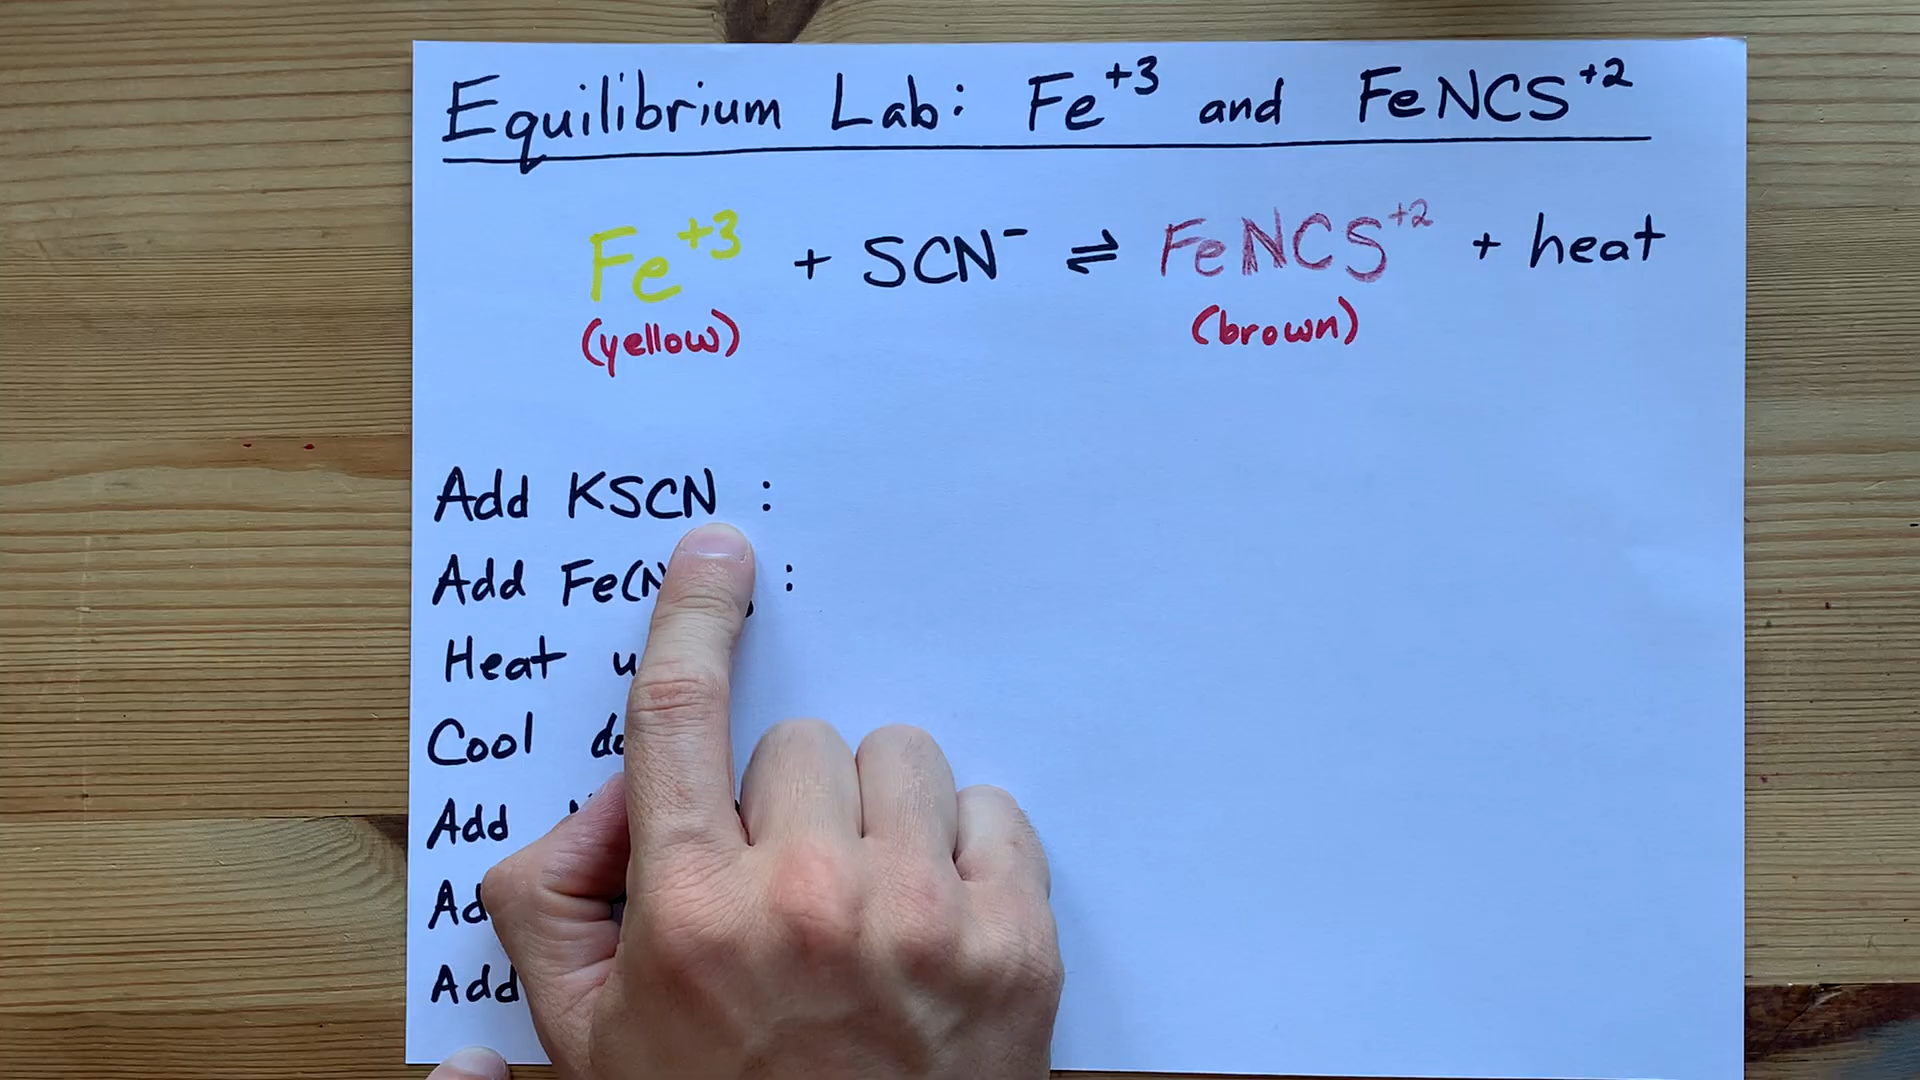 Equilibrium Lab: Fe⁺³ and FeNCS⁺²
Fe⁺³ + SCN⁻ ⇌ FeNCS⁺² + heat
(yellow) (brown)
Add KSCN :
Add :
Heat
Cool
Add
Add